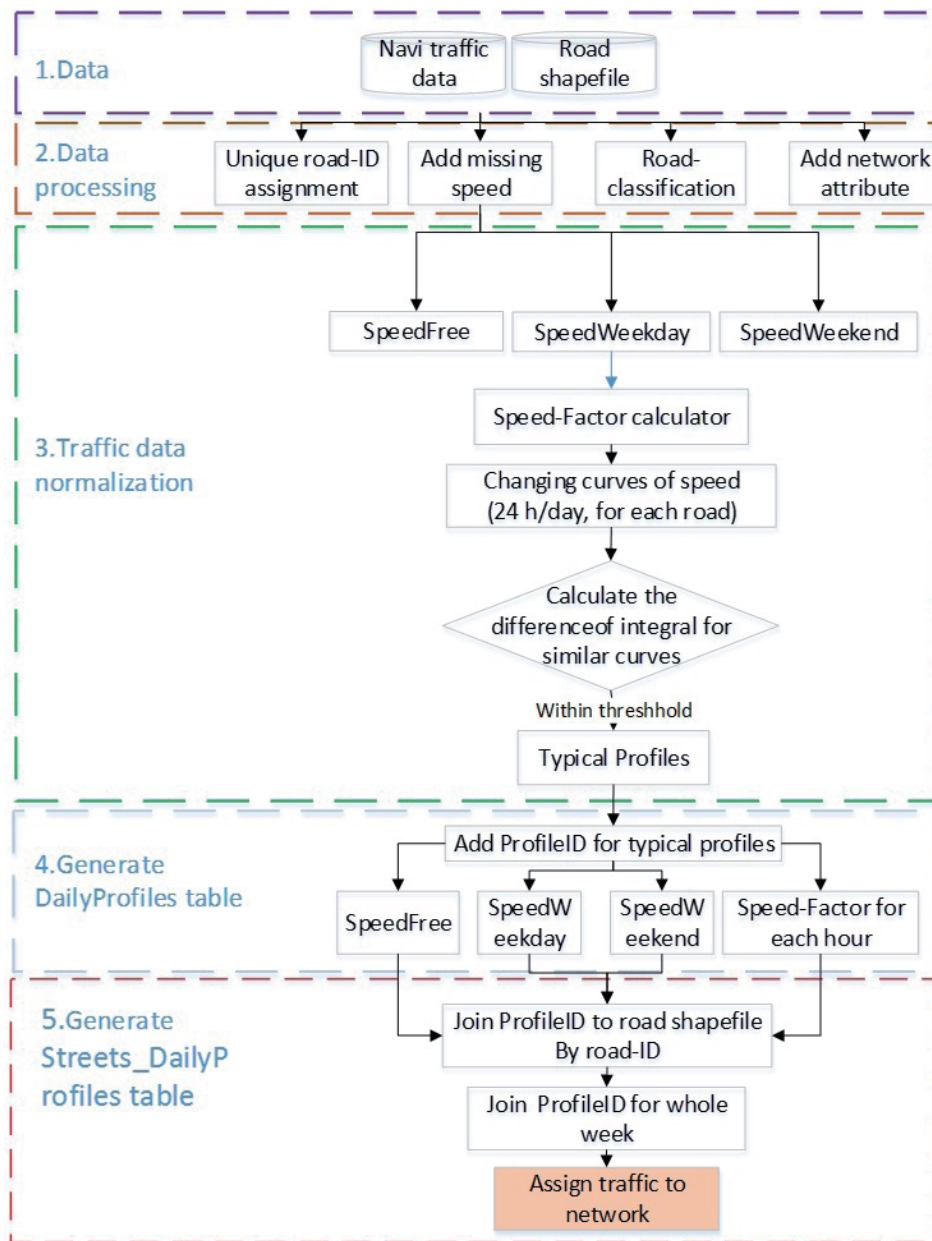 1.Data
Navi traffic
data
Road
shapefile
2.Data
processing
Unique road-ID
assignment
Add missing
speed
Road-
classification
Add network
attribute
3.Traffic data
normalization
SpeedFree
SpeedWeekday
SpeedWeekend
Speed-Factor calculator
Changing curves of speed
(24 h/day, for each road)
Calculate the
differenceof integral for
similar curves
Within threshhold
Typical Profiles
4.Generate
DailyProfiles table
Add ProfileID for typical profiles
SpeedFree
SpeedW
eekday
SpeedW
eekend
Speed-Factor for
each hour
5.Generate
Streets_DailyP
rofiles table
Join ProfileID to road shapefile
By road-ID
Join ProfileID for whole
week
Assign traffic to
network